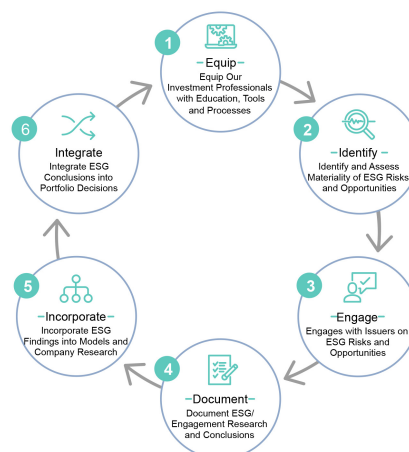 1
Equip
Equip Our
Investment Professionals
with Education, Tools
and Processes
2
Identify
Identify and Assess
Materiality of ESG Risks
and Opportunities
3
Engage
Engages with Issuers on
ESG Risks and
Opportunities
4
Document
Document ESG/
Engagement Research
and Conclusions
5
Incorporate
Incorporate ESG
Findings into Models and
Company Research
6
Integrate
Integrate ESG
Conclusions into
Portfolio Decisions